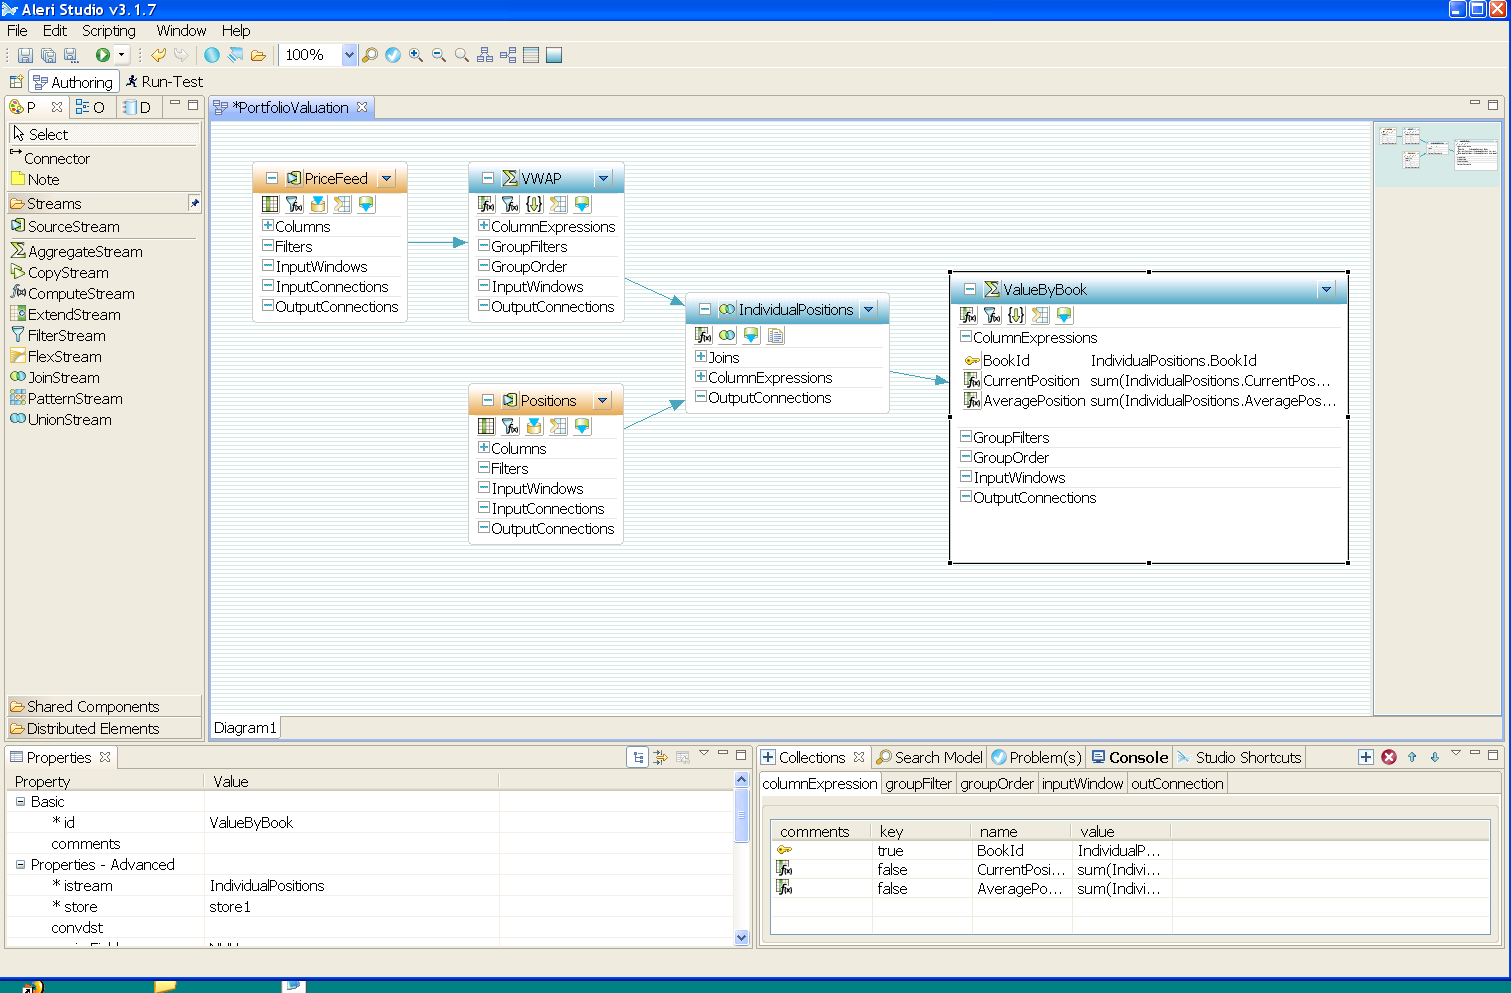 Aleri Studio v3.1.7
File Edit Scripting Window Help
100%
Authoring Run-Test
P O D
*PortfolioValuation
Select
Connector
Note
Streams
SourceStream
AggregateStream
CopyStream
ComputeStream
ExtendStream
FilterStream
FlexStream
JoinStream
PatternStream
UnionStream
Shared Components
Distributed Elements
PriceFeed
Columns
Filters
InputWindows
InputConnections
OutputConnections
VWAP
ColumnExpressions
GroupFilters
GroupOrder
InputWindows
OutputConnections
Positions
Columns
Filters
InputWindows
InputConnections
OutputConnections
IndividualPositions
Joins
ColumnExpressions
OutputConnections
ValueByBook
ColumnExpressions
BookId IndividualPositions.BookId
CurrentPosition sum(IndividualPositions.CurrentPos...
AveragePosition sum(IndividualPositions.AveragePos...
GroupFilters
GroupOrder
InputWindows
OutputConnections
Diagram1
Properties
Property Value
Basic
* id ValueByBook
comments
Properties - Advanced
* istream IndividualPositions
* store store1
convdst
Collections Search Model Problem(s) Console Studio Shortcuts
columnExpression groupFilter groupOrder inputWindow outConnection
comments key name value
true BookId IndividualP...
false CurrentPosi... sum(Indivi...
false AveragePo... sum(Indivi...